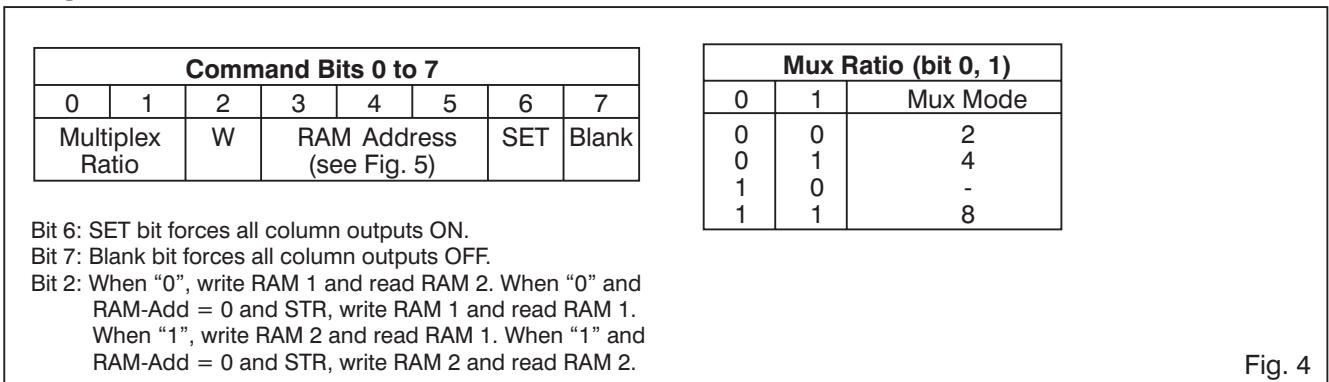 Command Bits 0 to 7
0 1 2 3 4 5 6 7
Multiplex Ratio W RAM Address (see Fig. 5) SET Blank
Bit 6: SET bit forces all column outputs ON.
Bit 7: Blank bit forces all column outputs OFF.
Bit 2: When “0”, write RAM 1 and read RAM 2. When “0” and
RAM-Add = 0 and STR, write RAM 1 and read RAM 1.
When “1”, write RAM 2 and read RAM 1. When “1” and
RAM-Add = 0 and STR, write RAM 2 and read RAM 2.
Mux Ratio (bit 0, 1)
0 1 Mux Mode
0 0 2
0 1 4
1 0 -
1 1 8
Fig. 4